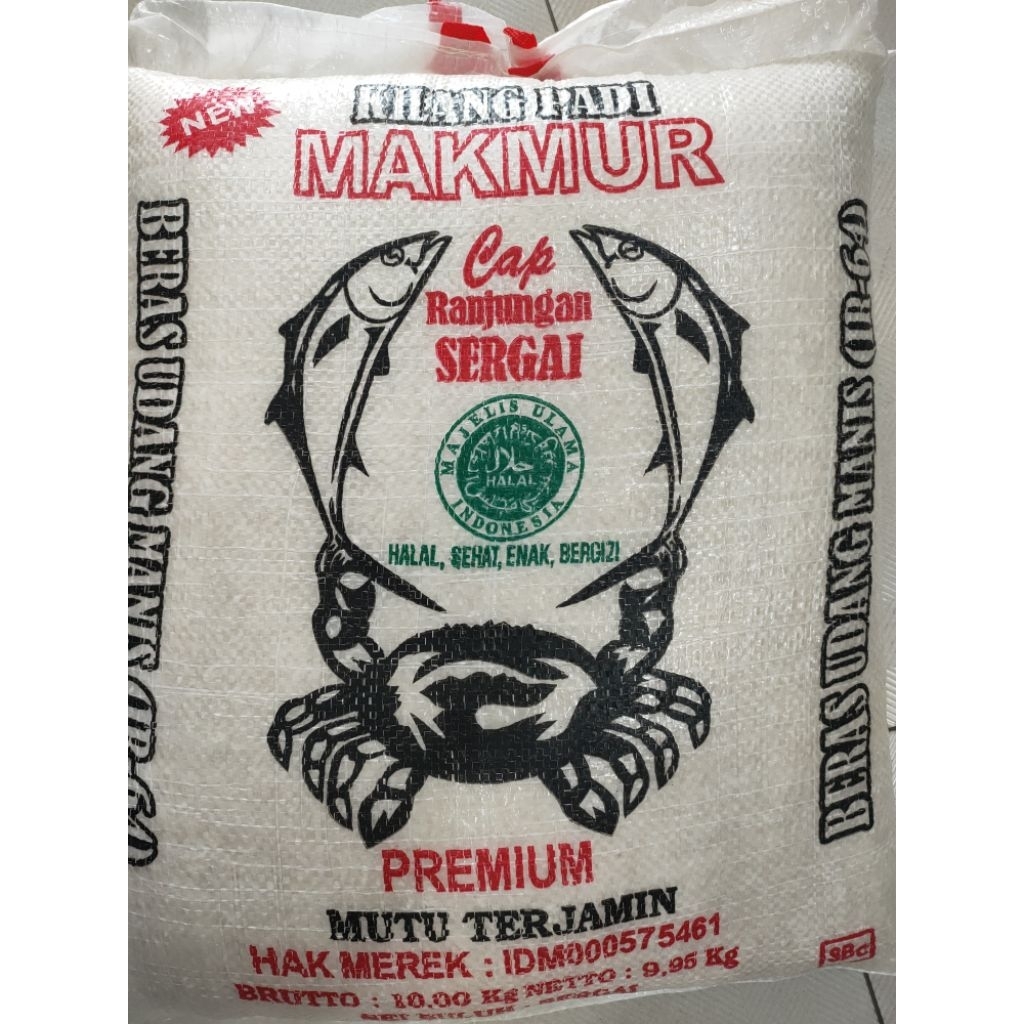 NEW
KILANG PADI
MAKMUR
Cap
Ranjungan
SERGAI
MAJELIS ULAMA
حلال
HALAL
INDONESIA
HALAL, SEHAT, ENAK, BERGIZI
BERAS UDANG MANIS (IR-64)
BERAS UDANG MANIS (IR-64)
PREMIUM
MUTU TERJAMIN
HAK MEREK : IDM000575461
BRUTTO : 10.00 Kg NETTO : 9.95 Kg
SERGAI
SBC